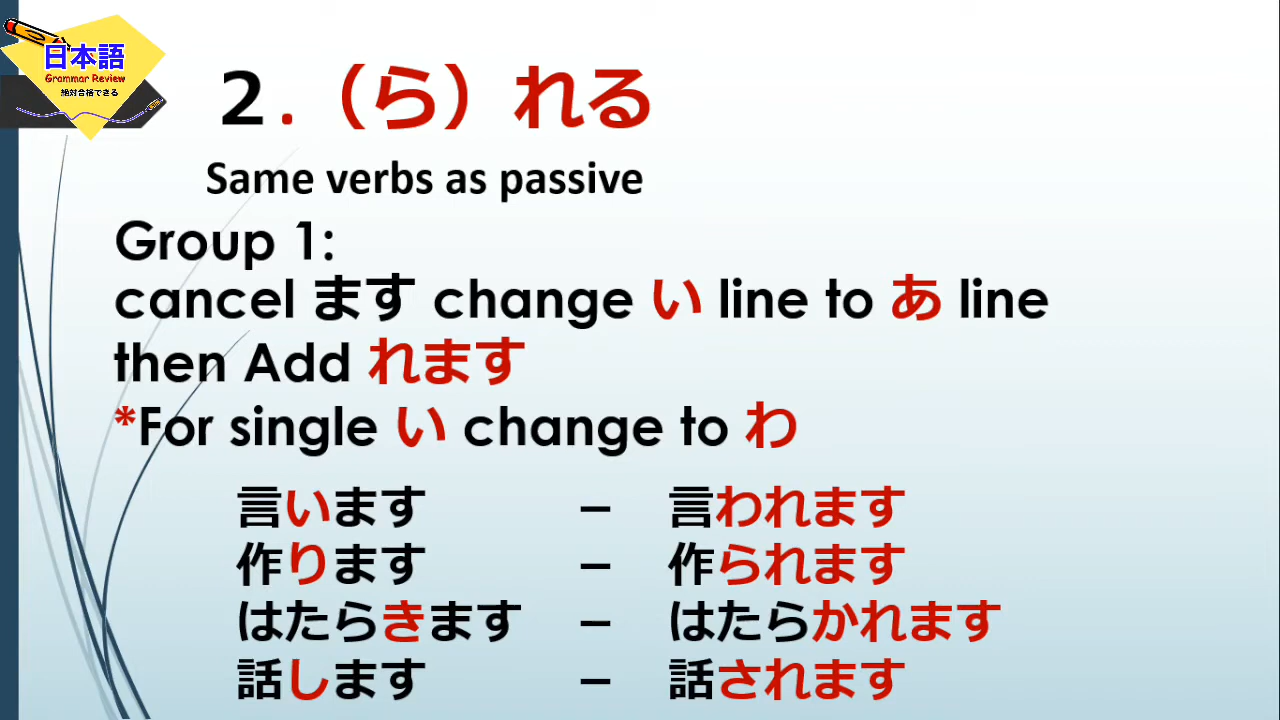 日本語
Grammar Review
絶対合格できる
２．（ら）れる
Same verbs as passive
Group 1:
cancel ます change い line to あ line
then Add れます
*For single い change to わ
言います － 言われます
作ります － 作られます
はたらきます － はたらかれます
話します － 話されます